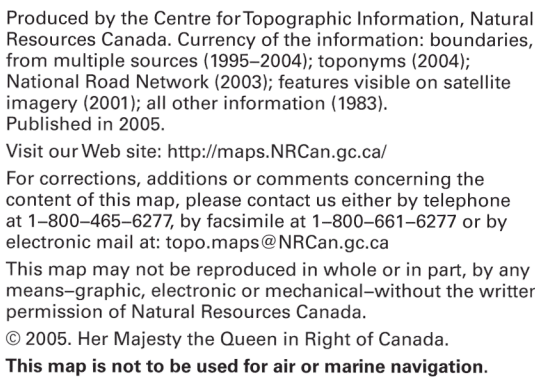 Produced by the Centre for Topographic Information, Natural
Resources Canada. Currency of the information: boundaries,
from multiple sources (1995–2004); toponyms (2004);
National Road Network (2003); features visible on satellite
imagery (2001); all other information (1983).
Published in 2005.
Visit our Web site: http://maps.NRCan.gc.ca/
For corrections, additions or comments concerning the
content of this map, please contact us either by telephone
at 1–800–465–6277, by facsimile at 1–800–661–6277 or by
electronic mail at: topo.maps@NRCan.gc.ca
This map may not be reproduced in whole or in part, by any
means–graphic, electronic or mechanical–without the written
permission of Natural Resources Canada.
© 2005. Her Majesty the Queen in Right of Canada.
This map is not to be used for air or marine navigation.